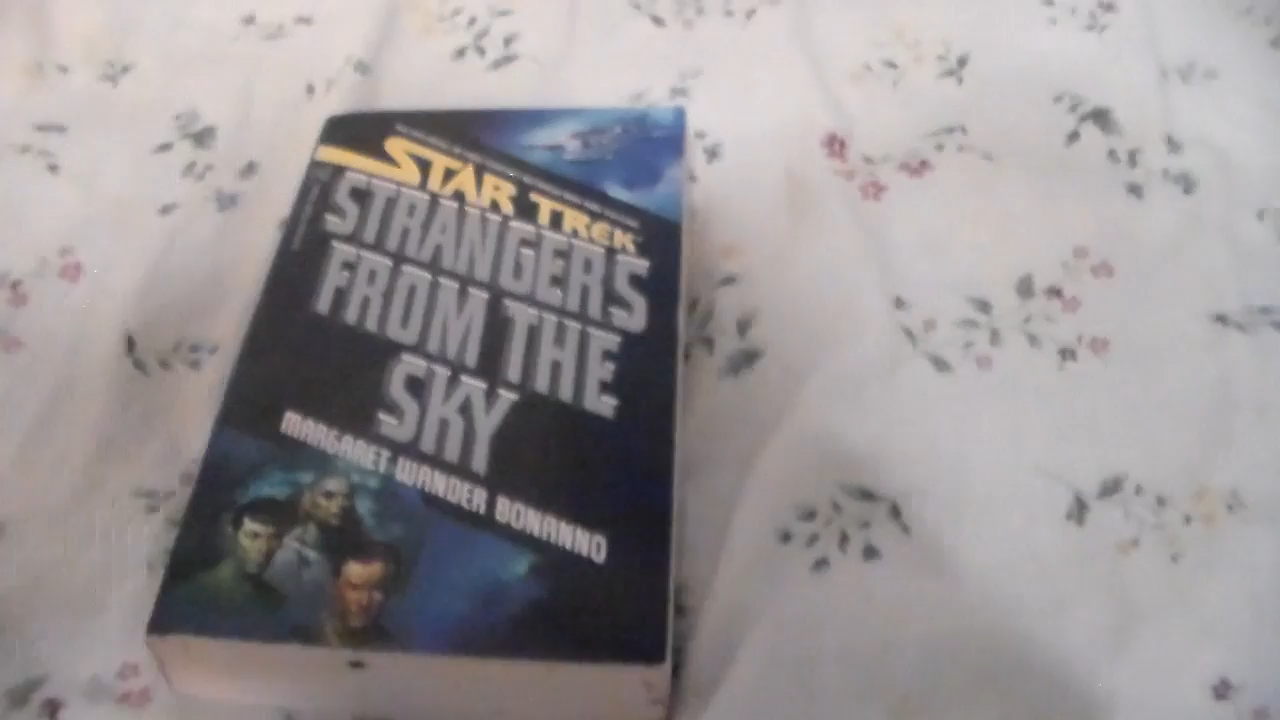 STAR TREK
STRANGERS
FROM THE
SKY
MARGARET WANDER BONANNO